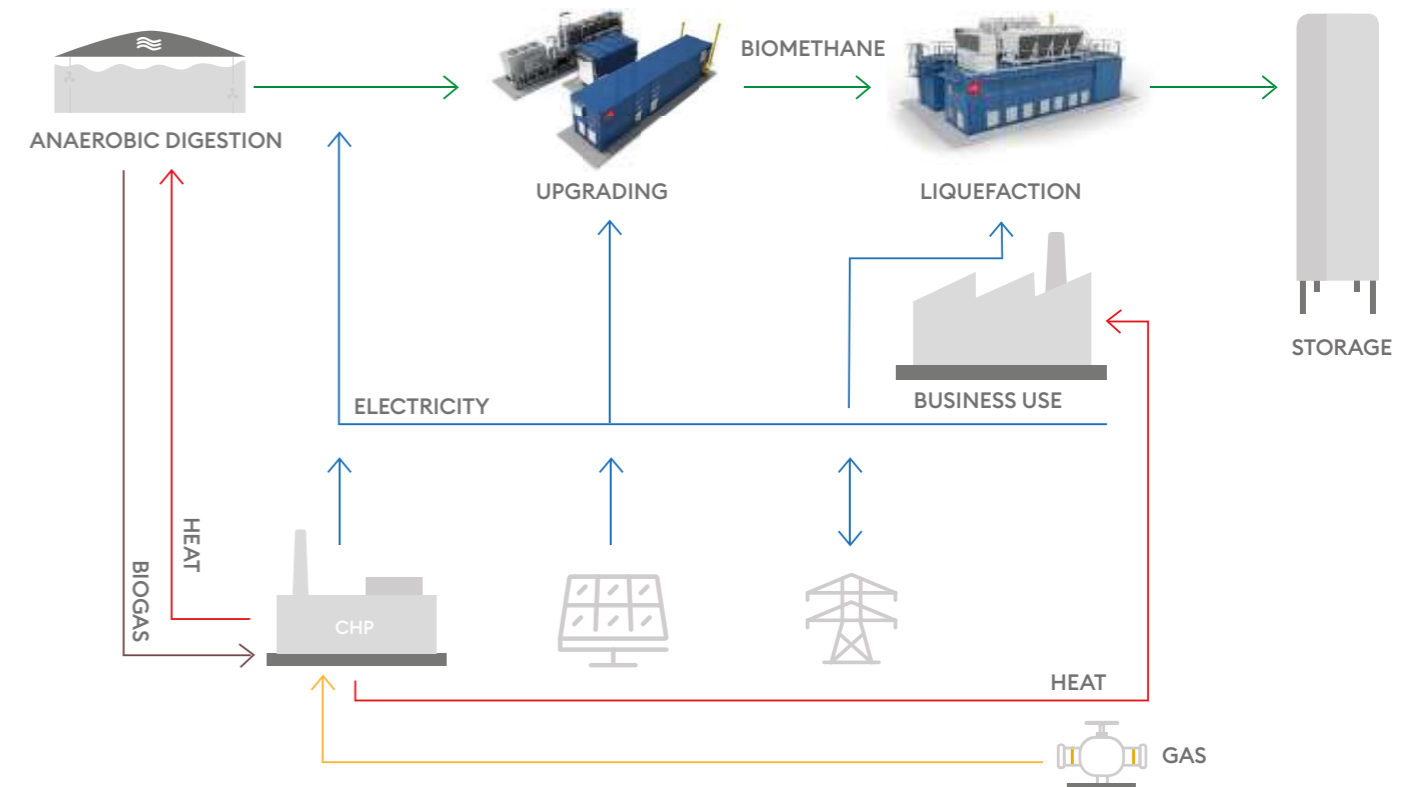 BIOMETHANE
ANAEROBIC DIGESTION
UPGRADING
LIQUEFACTION
STORAGE
ELECTRICITY
BUSINESS USE
HEAT
BIOGAS
CHP
HEAT
GAS